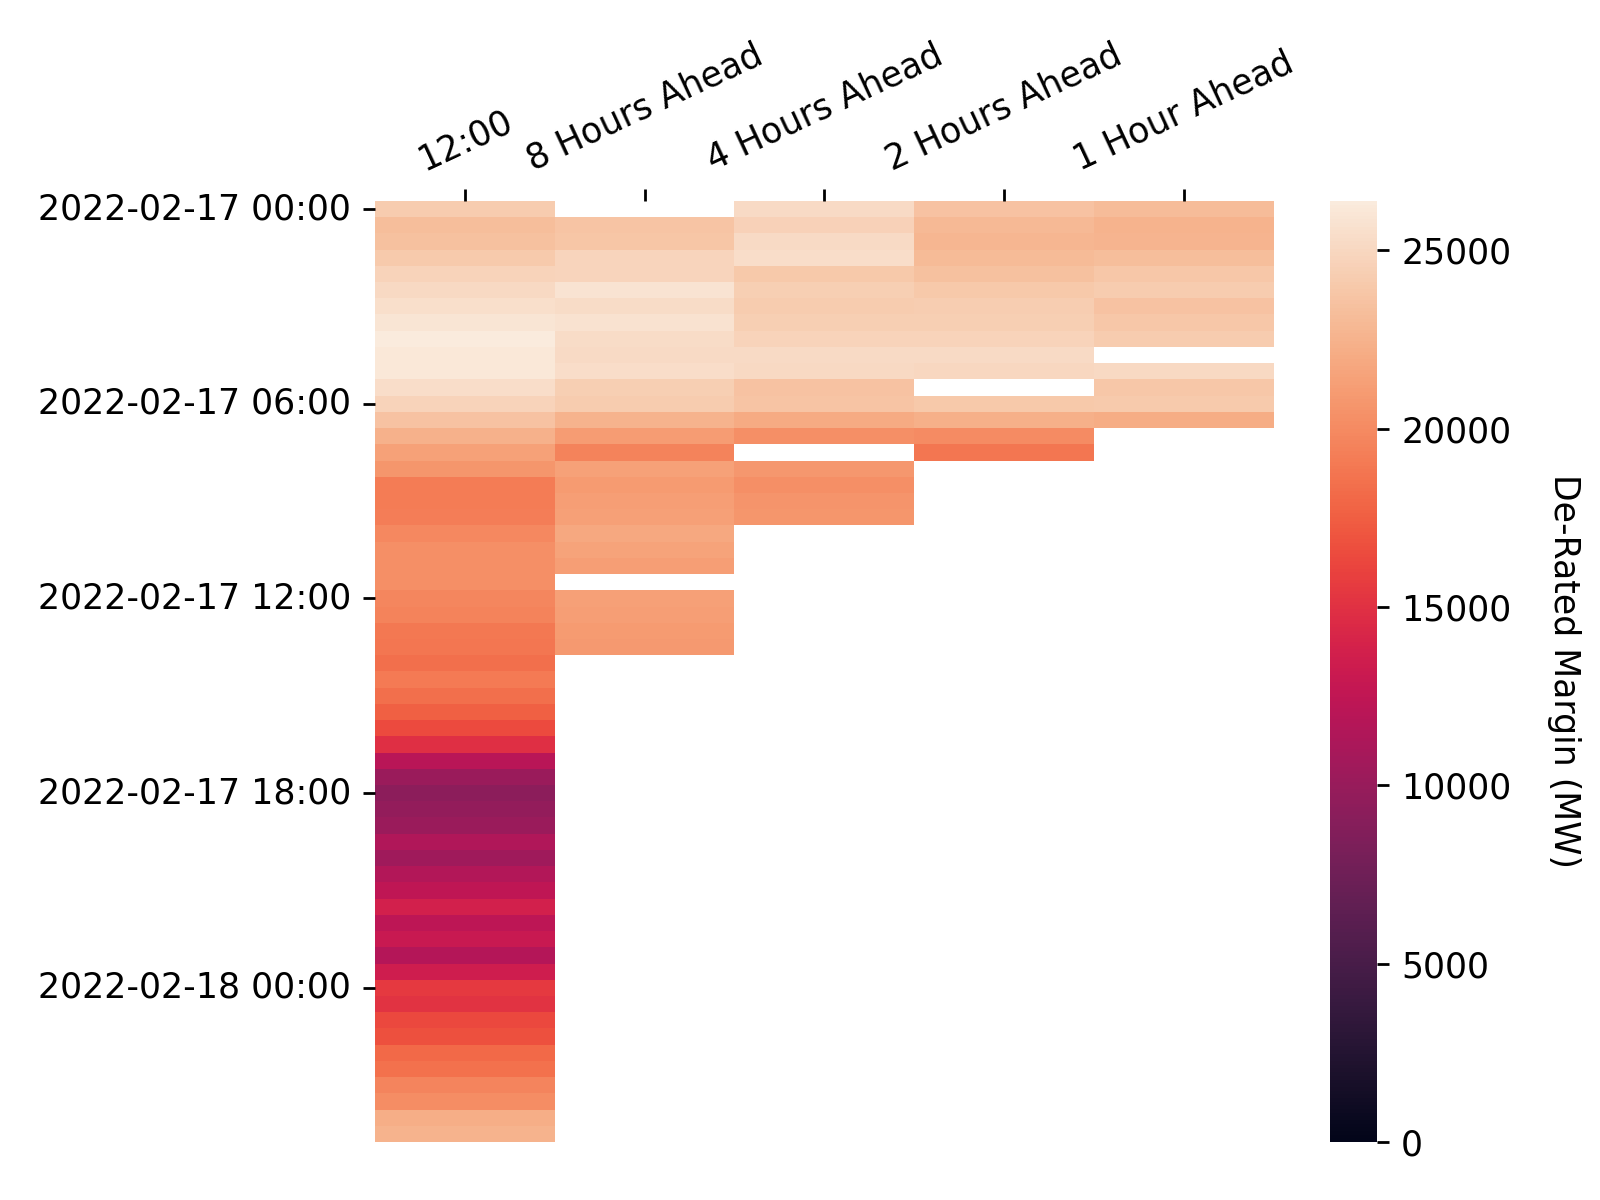 12:00
8 Hours Ahead
4 Hours Ahead
2 Hours Ahead
1 Hour Ahead
2022-02-17 00:00
2022-02-17 06:00
2022-02-17 12:00
2022-02-17 18:00
2022-02-18 00:00
25000
20000
15000
10000
5000
0
De-Rated Margin (MW)